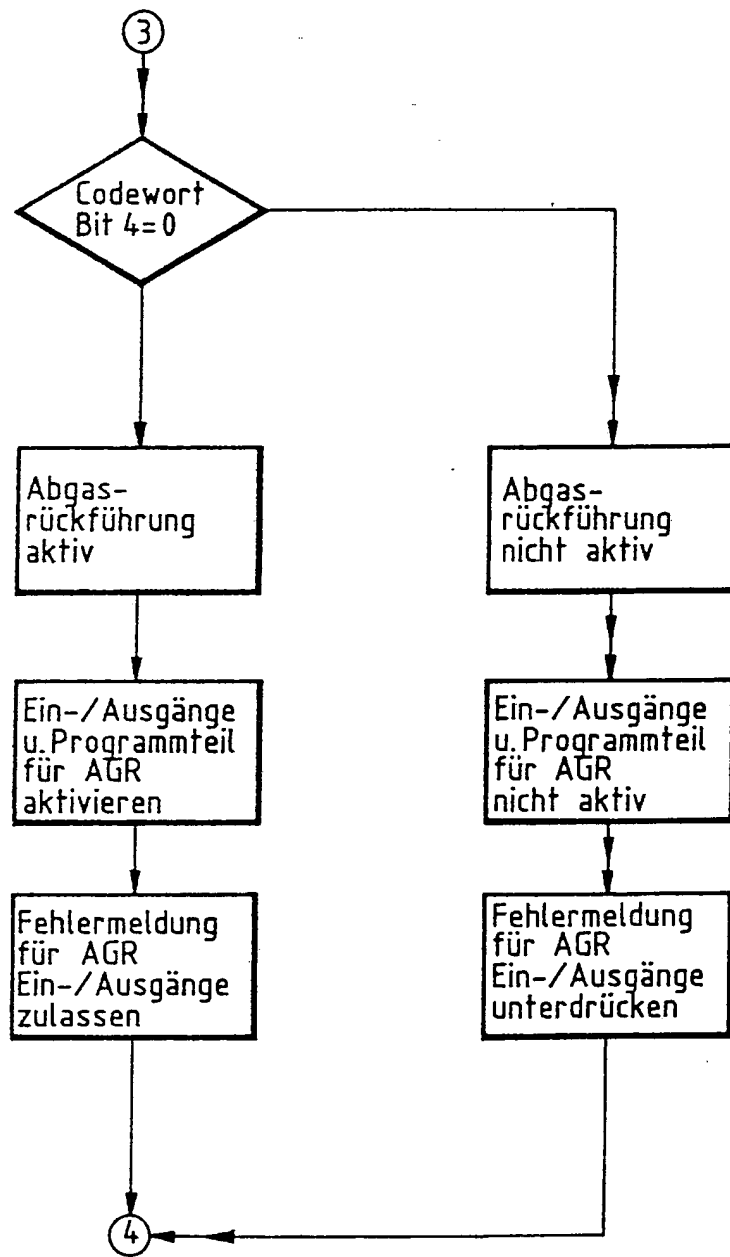 3
Codewort
Bit 4=0
Abgas-
rückführung
aktiv
Abgas-
rückführung
nicht aktiv
Ein-/Ausgänge
u. Programmteil
für AGR
aktivieren
Ein-/Ausgänge
u. Programmteil
für AGR
nicht aktiv
Fehlermeldung
für AGR
Ein-/Ausgänge
zulassen
Fehlermeldung
für AGR
Ein-/Ausgänge
unterdrücken
4